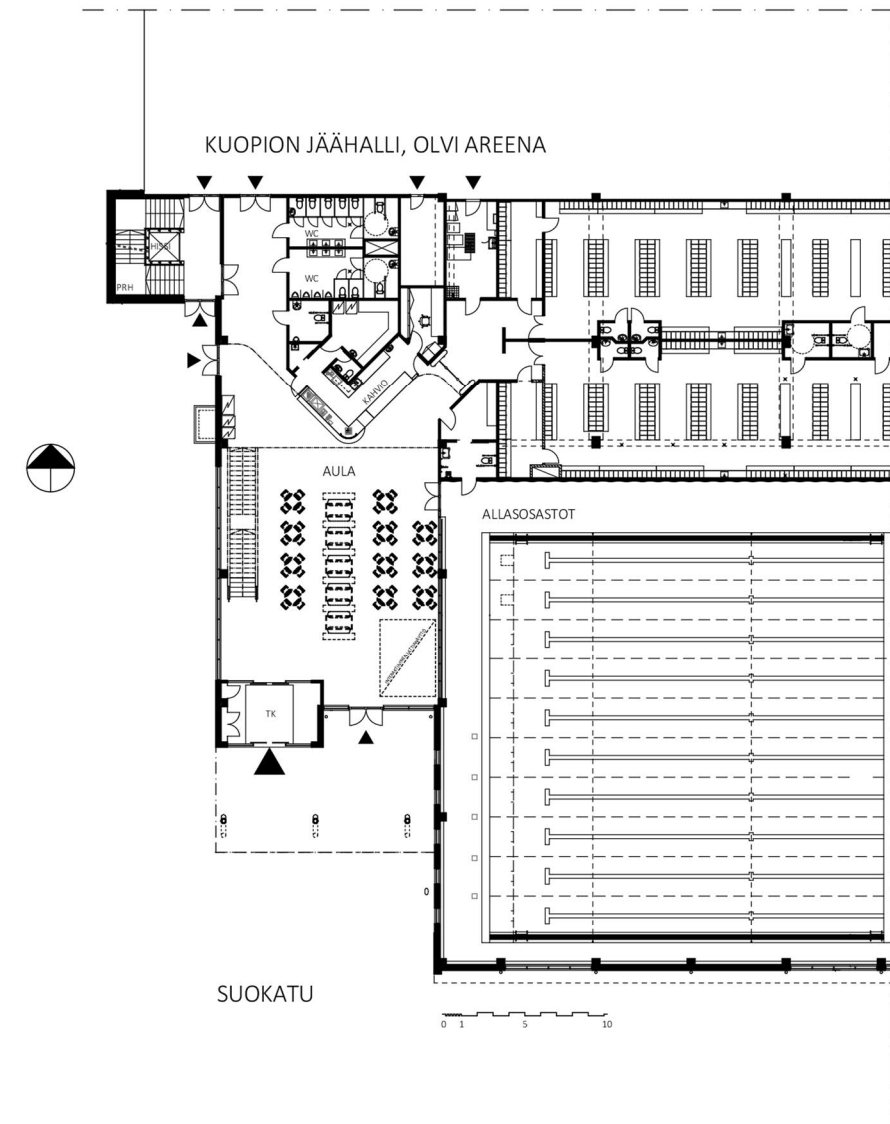 KUOPION JÄÄHALLI, OLVI AREENA
WC
HISSI
WC
PRH
KAHVIO
AULA
ALLASOSASTOT
TK
SUOKATU
0 1 5 10